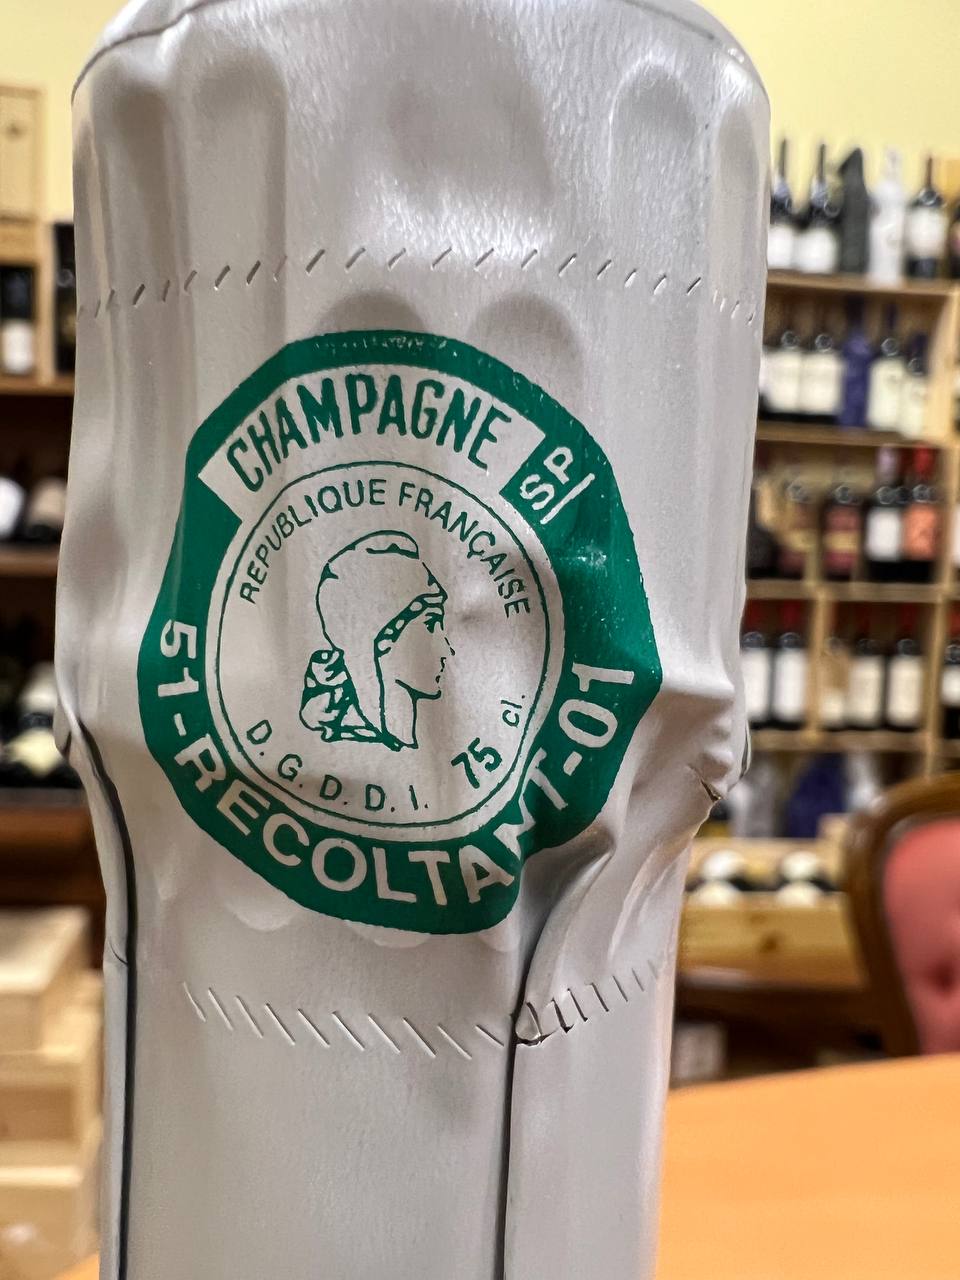 CHAMPAGNE
SP
REPUBLIQUE FRANÇAISE
D.G.D.D.I. 75 cl.
51-RECOLTANT-01